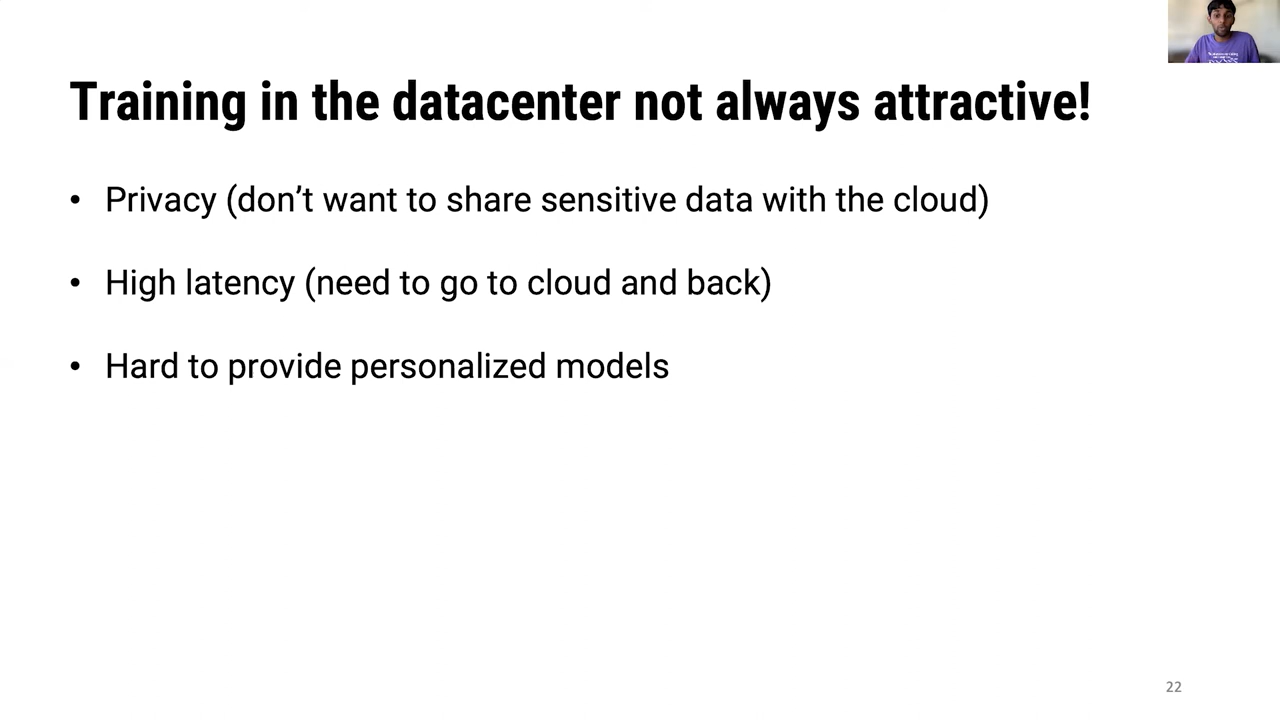 Training in the datacenter not always attractive!
• Privacy (don’t want to share sensitive data with the cloud)
• High latency (need to go to cloud and back)
• Hard to provide personalized models
22